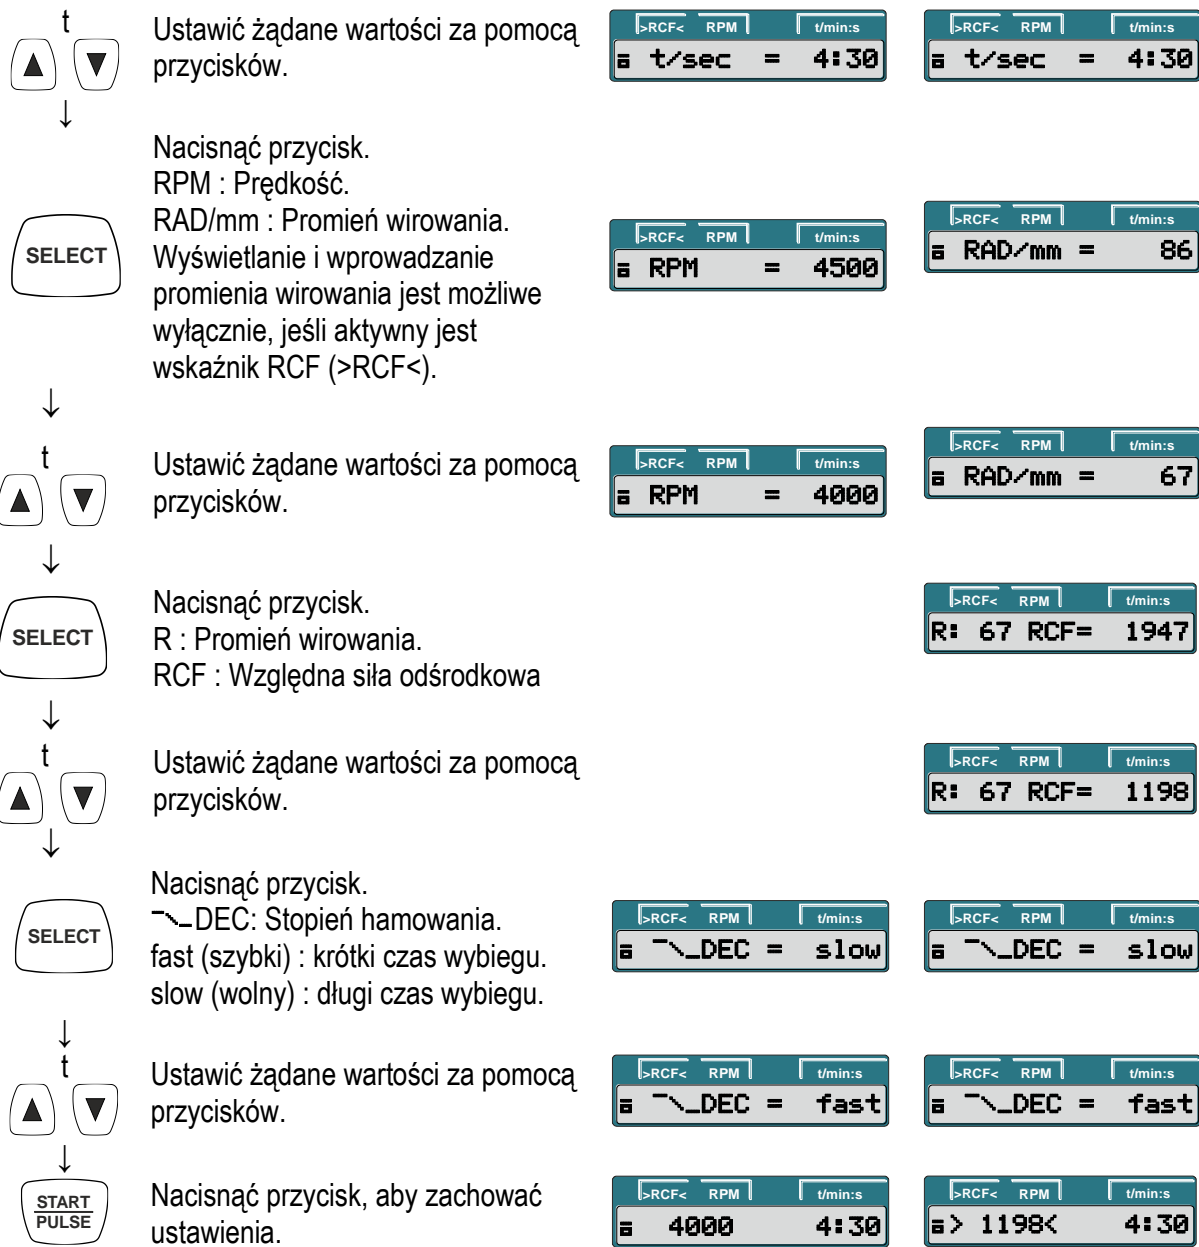 t
Ustawić żądane wartości za pomocą
przycisków.
>RCF< RPM t/min:s
t/sec = 4:30
>RCF< RPM t/min:s
t/sec = 4:30
SELECT
Nacisnąć przycisk.
RPM : Prędkość.
RAD/mm : Promień wirowania.
Wyświetlanie i wprowadzanie
promienia wirowania jest możliwe
wyłącznie, jeśli aktywny jest
wskaźnik RCF (>RCF<).
>RCF< RPM t/min:s
RPM = 4500
>RCF< RPM t/min:s
RAD/mm = 86
t
Ustawić żądane wartości za pomocą
przycisków.
>RCF< RPM t/min:s
RPM = 4000
>RCF< RPM t/min:s
RAD/mm = 67
SELECT
Nacisnąć przycisk.
R : Promień wirowania.
RCF : Względna siła odśrodkowa
>RCF< RPM t/min:s
R: 67 RCF= 1947
t
Ustawić żądane wartości za pomocą
przycisków.
>RCF< RPM t/min:s
R: 67 RCF= 1198
SELECT
Nacisnąć przycisk.
DEC: Stopień hamowania.
fast (szybki) : krótki czas wybiegu.
slow (wolny) : długi czas wybiegu.
>RCF< RPM t/min:s
DEC = slow
>RCF< RPM t/min:s
DEC = slow
t
Ustawić żądane wartości za pomocą
przycisków.
>RCF< RPM t/min:s
DEC = fast
>RCF< RPM t/min:s
DEC = fast
START
PULSE
Nacisnąć przycisk, aby zachować
ustawienia.
>RCF< RPM t/min:s
4000 4:30
>RCF< RPM t/min:s
> 1198< 4:30